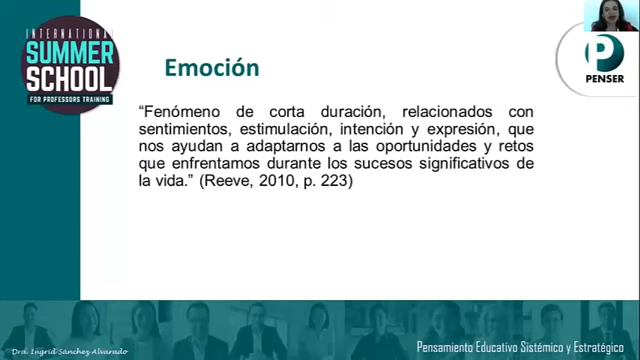 INTERNATIONAL
SUMMER
SCHOOL
FOR PROFESSORS TRAINING
Emoción
PENSER
“Fenómeno de corta duración, relacionados con
sentimientos, estimulación, intención y expresión, que
nos ayudan a adaptarnos a las oportunidades y retos
que enfrentamos durante los sucesos significativos de
la vida.” (Reeve, 2010, p. 223)
Dra. Ingrid Sánchez Alvarado
Pensamiento Educativo Sistémico y Estratégico